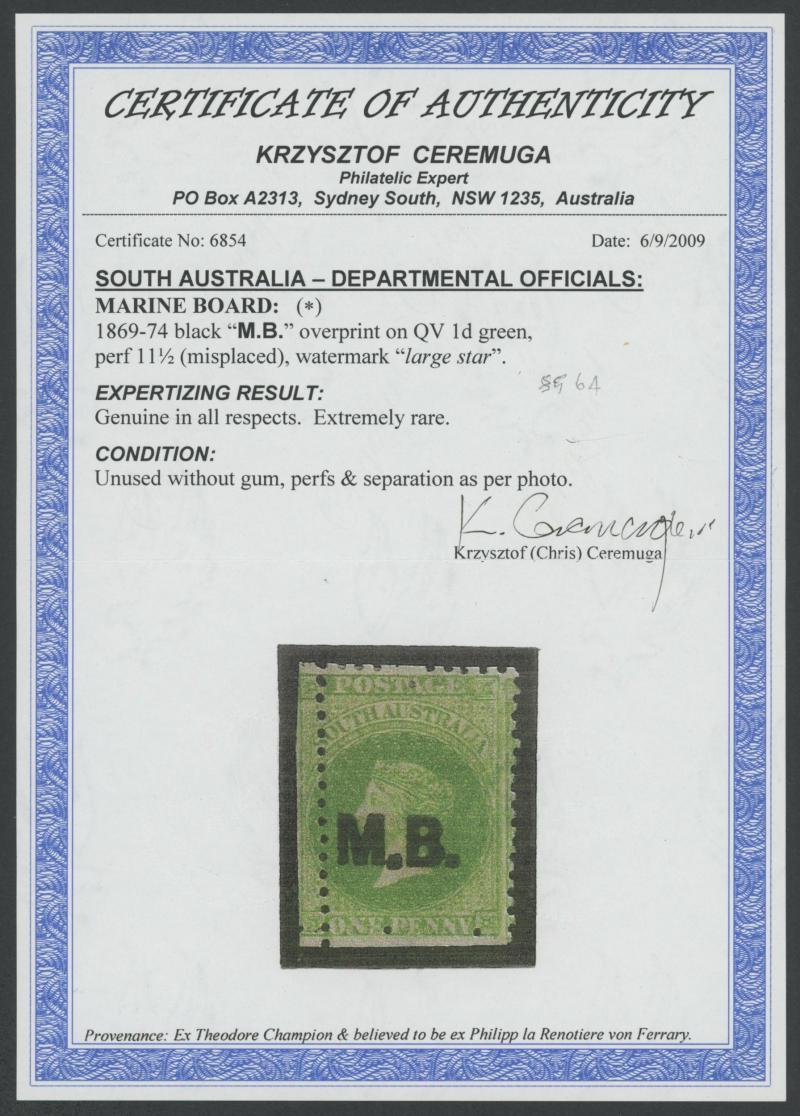 CERTIFICATE OF AUTHENTICITY
KRZYSZTOF CEREMUGA
Philatelic Expert
PO Box A2313, Sydney South, NSW 1235, Australia
Certificate No: 6854
Date: 6/9/2009
SOUTH AUSTRALIA – DEPARTMENTAL OFFICIALS:
MARINE BOARD: (*)
1869-74 black “M.B.” overprint on QV 1d green,
perf 11½ (misplaced), watermark “large star”.
SG 64
EXPERTIZING RESULT:
Genuine in all respects. Extremely rare.
CONDITION:
Unused without gum, perfs & separation as per photo.
K. Ceremuga
Krzysztof (Chris) Ceremuga
POSTAGE
SOUTH AUSTRALIA
M.B.
ONE PENNY
Provenance: Ex Theodore Champion & believed to be ex Philipp la Renotiere von Ferrary.